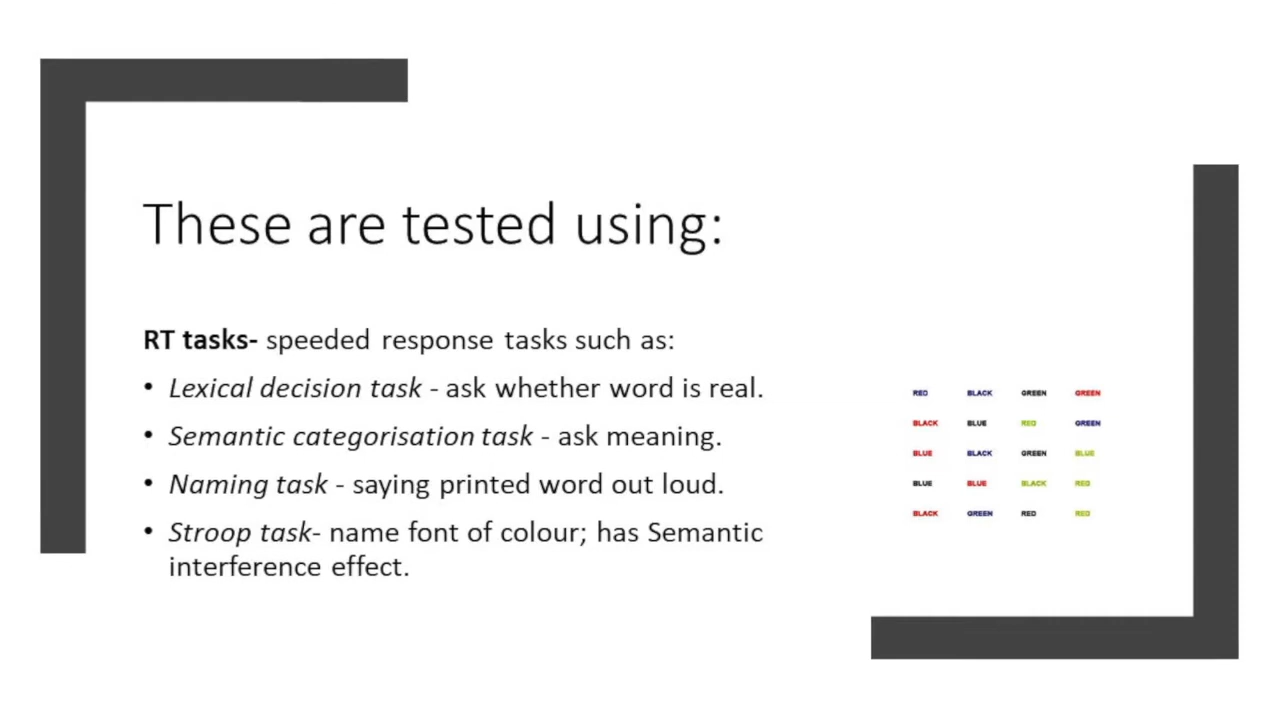 These are tested using:
RT tasks- speeded response tasks such as:
• Lexical decision task - ask whether word is real.
• Semantic categorisation task - ask meaning.
• Naming task - saying printed word out loud.
• Stroop task- name font of colour; has Semantic
interference effect.
RED BLACK GREEN GREEN
BLACK BLUE RED GREEN
BLUE BLACK GREEN BLUE
BLUE BLUE BLACK RED
BLACK GREEN RED RED